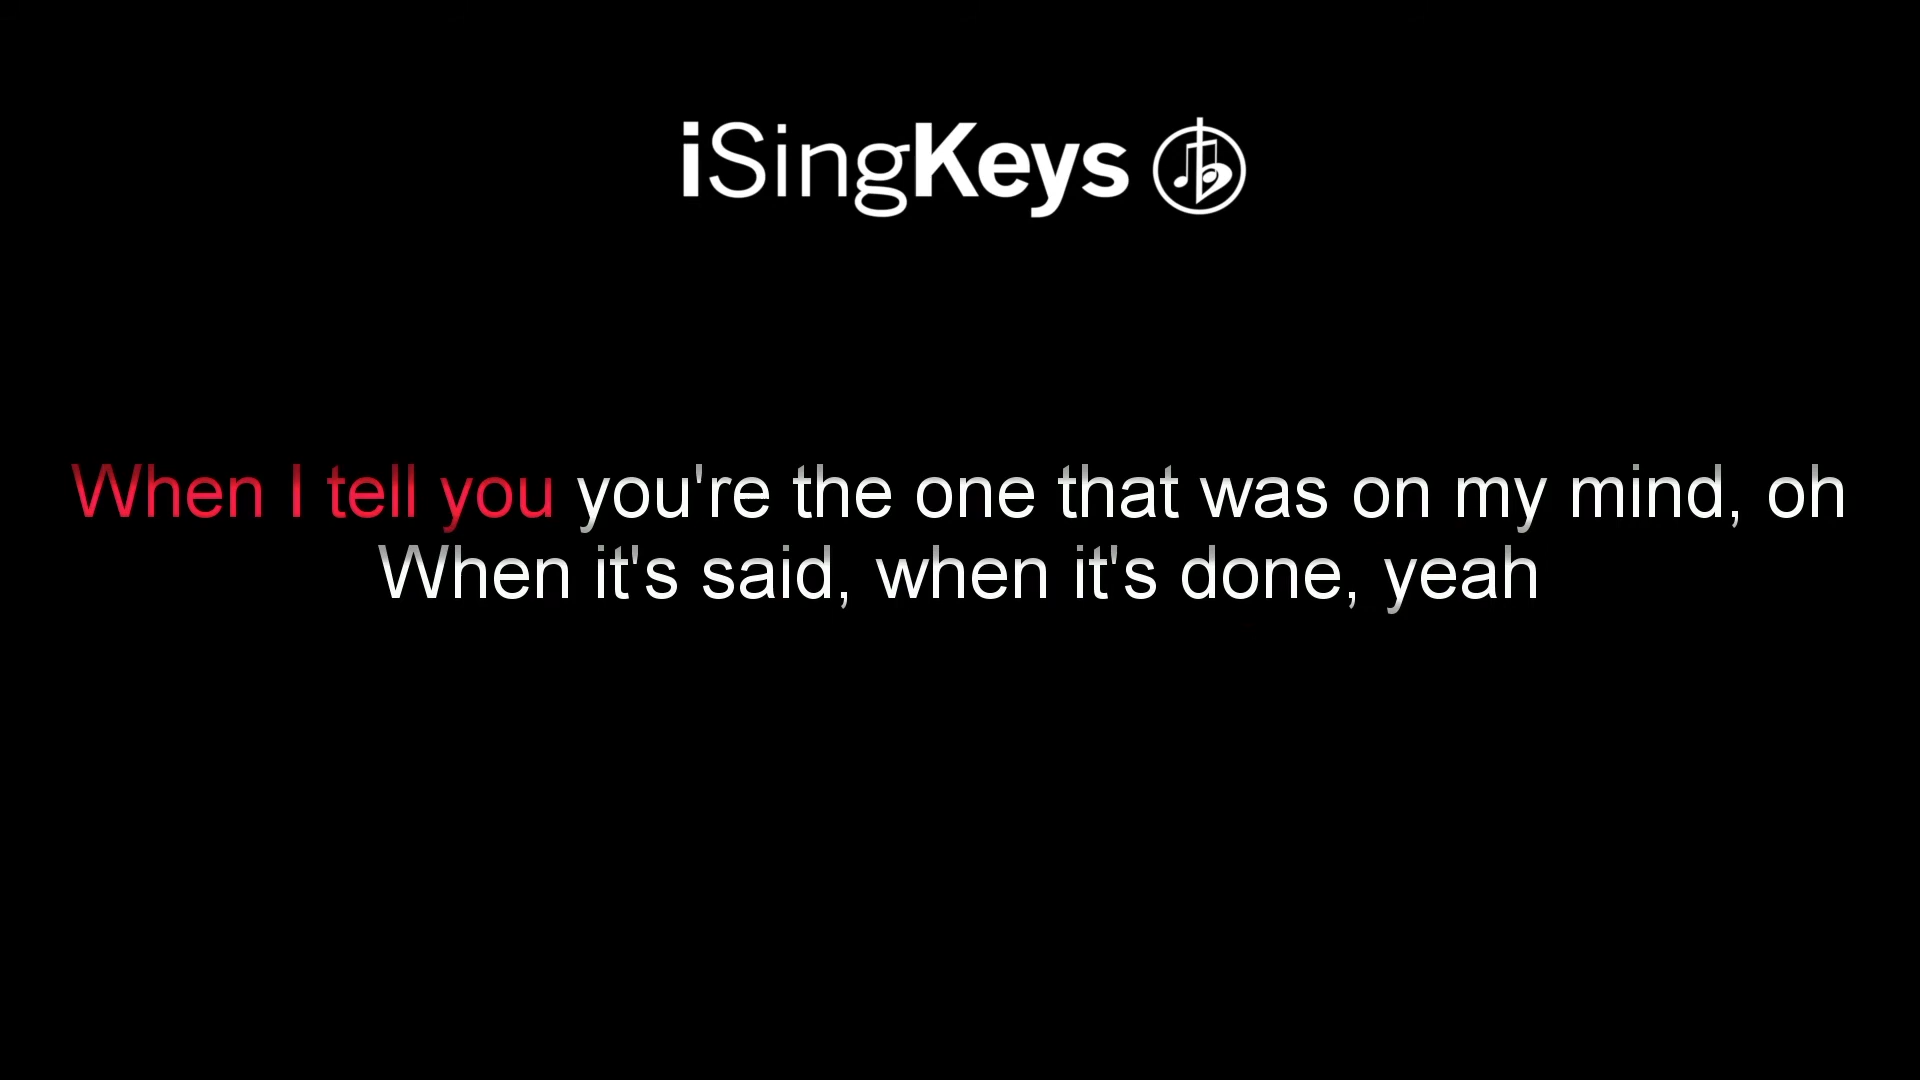 iSingKeys
When I tell you you're the one that was on my mind, oh
When it's said, when it's done, yeah